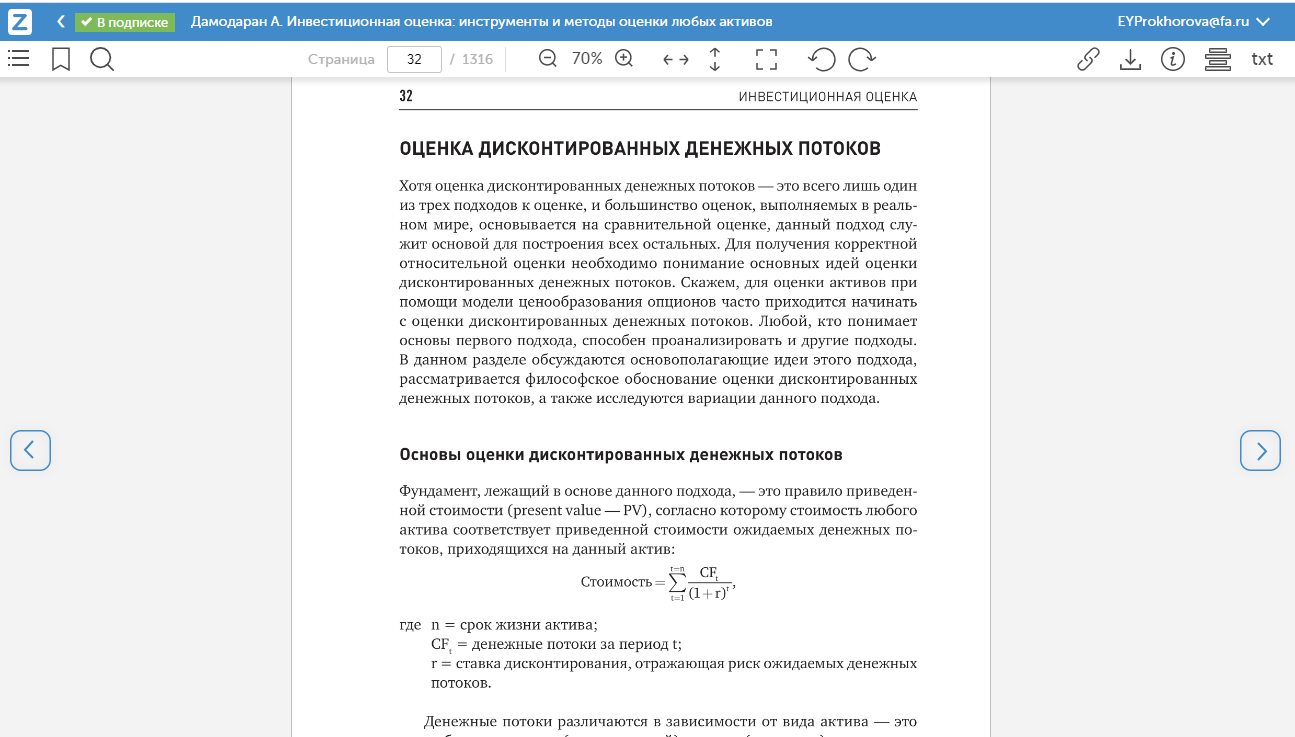 Z В подписке Дамодаран А. Инвестиционная оценка: инструменты и методы оценки любых активов EYProkhorova@fa.ru
Страница 32 / 1316 70% txt
32 ИНВЕСТИЦИОННАЯ ОЦЕНКА
ОЦЕНКА ДИСКОНТИРОВАННЫХ ДЕНЕЖНЫХ ПОТОКОВ
Хотя оценка дисконтированных денежных потоков — это всего лишь один
из трех подходов к оценке, и большинство оценок, выполняемых в реаль-
ном мире, основывается на сравнительной оценке, данный подход слу-
жит основой для построения всех остальных. Для получения корректной
относительной оценки необходимо понимание основных идей оценки
дисконтированных денежных потоков. Скажем, для оценки активов при
помощи модели ценообразования опционов часто приходится начинать
с оценки дисконтированных денежных потоков. Любой, кто понимает
основы первого подхода, способен проанализировать и другие подходы.
В данном разделе обсуждаются основополагающие идеи этого подхода,
рассматривается философское обоснование оценки дисконтированных
денежных потоков, а также исследуются вариации данного подхода.
Основы оценки дисконтированных денежных потоков
Фундамент, лежащий в основе данного подхода, — это правило приведен-
ной стоимости (present value — PV), согласно которому стоимость любого
актива соответствует приведенной стоимости ожидаемых денежных по-
токов, приходящихся на данный актив:
Стоимость = ∑ t=1 t=n CFt / (1 + r)^t,
где n = срок жизни актива;
CFt = денежные потоки за период t;
r = ставка дисконтирования, отражающая риск ожидаемых денежных
потоков.
Денежные потоки различаются в зависимости от вида актива — это